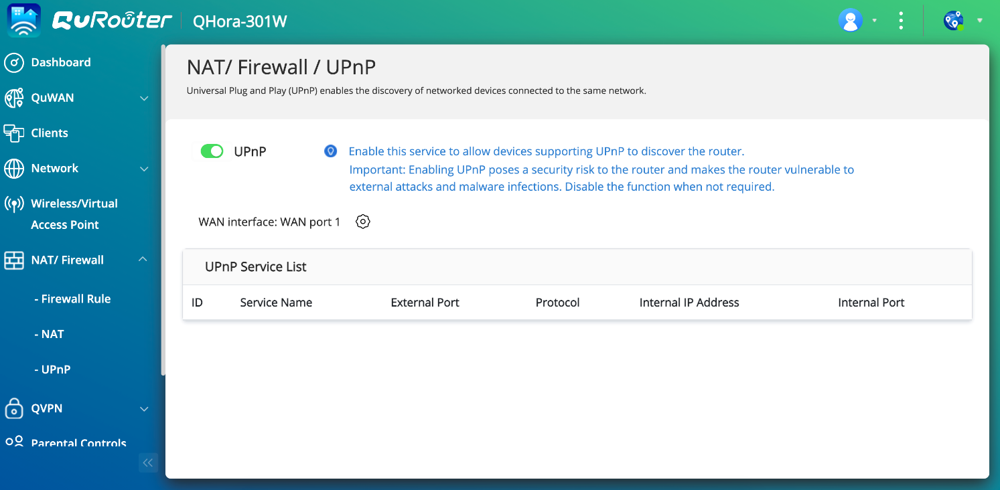 QuRouter QHora-301W
Dashboard
QuWAN
Clients
Network
Wireless/Virtual
Access Point
NAT/ Firewall
- Firewall Rule
- NAT
- UPnP
QVPN
Parental Controls
NAT/ Firewall / UPnP
Universal Plug and Play (UPnP) enables the discovery of networked devices connected to the same network.
UPnP
Enable this service to allow devices supporting UPnP to discover the router.
Important: Enabling UPnP poses a security risk to the router and makes the router vulnerable to
external attacks and malware infections. Disable the function when not required.
WAN interface: WAN port 1
UPnP Service List
ID Service Name External Port Protocol Internal IP Address Internal Port